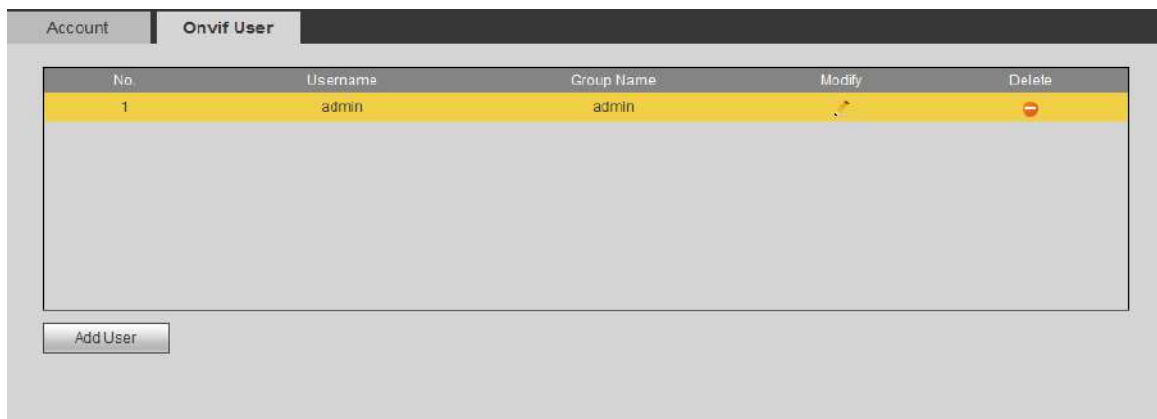 Account Onvif User
No. Username Group Name Modify Delete
1 admin admin
Add User